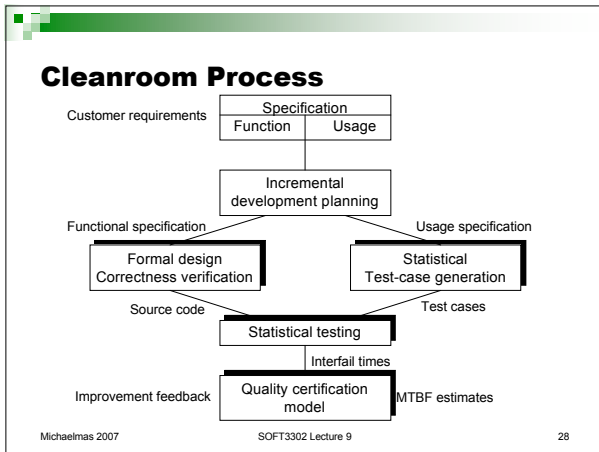 Cleanroom Process
Customer requirements
Specification
Function
Usage
Incremental
development planning
Functional specification
Usage specification
Formal design
Correctness verification
Statistical
Test-case generation
Source code
Test cases
Statistical testing
Interfail times
Improvement feedback
Quality certification
model
MTBF estimates
Michaelmas 2007
SOFT3302 Lecture 9
28